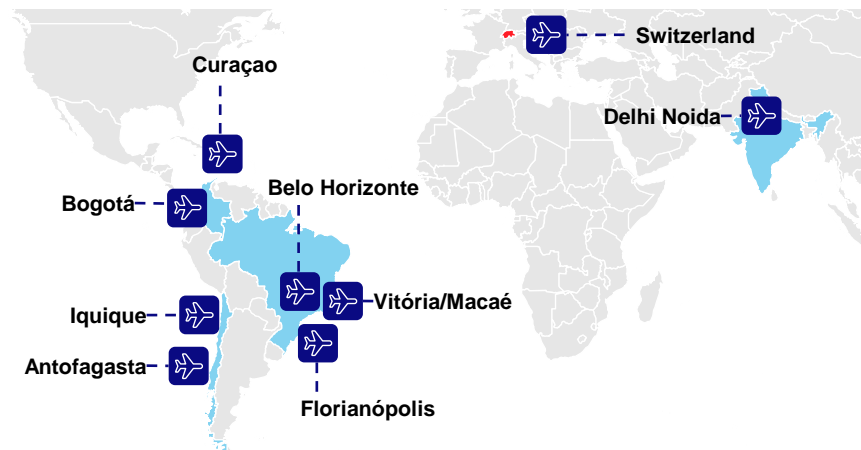 Switzerland
Curaçao
Delhi Noida
Belo Horizonte
Bogotá
Vitória/Macaé
Iquique
Antofagasta
Florianópolis